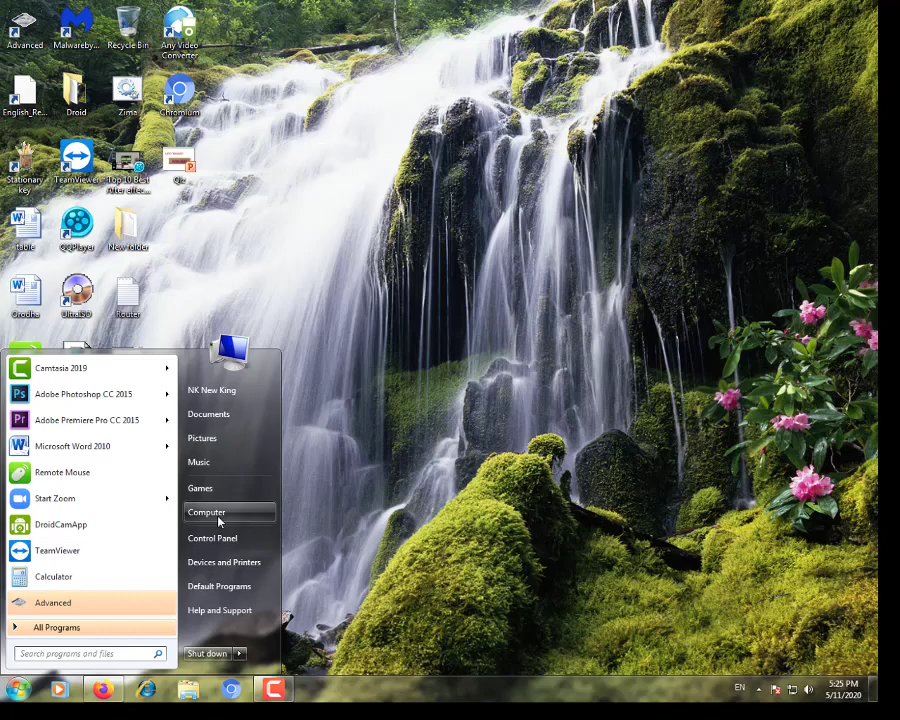 Advanced
Malwareby...
Recycle Bin
Any Video
Converter
English_Re...
Droid
Zima
Chromium
Stationary
key
TeamViewer
Top 10 Best
After effec...
Qiz
table
QQPlayer
New folder
Orodha
UltraISO
Router
Camtasia 2019
Adobe Photoshop CC 2015
Adobe Premiere Pro CC 2015
Microsoft Word 2010
Remote Mouse
Start Zoom
DroidCamApp
TeamViewer
Calculator
Advanced
All Programs
Search programs and files
NK New King
Documents
Pictures
Music
Games
Computer
Control Panel
Devices and Printers
Default Programs
Help and Support
Shut down
EN
5:25 PM
5/11/2020